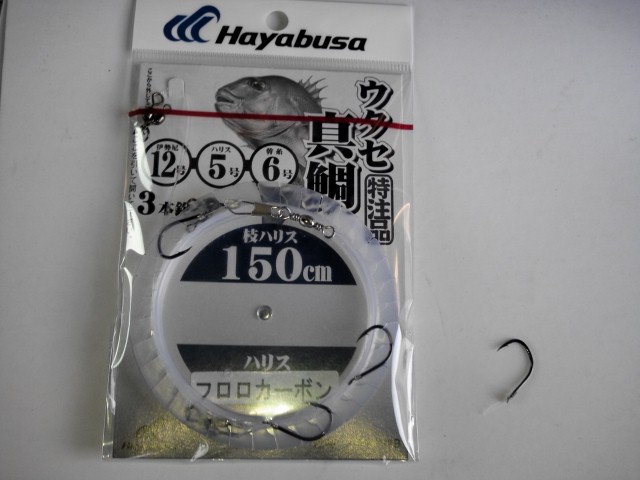 Hayabusa
ウタセ
真鯛
特注品
伊勢尼 12号
ハリス 5号
幹糸 6号
3本針
枝ハリス
150cm
ハリス
フロロカーボン